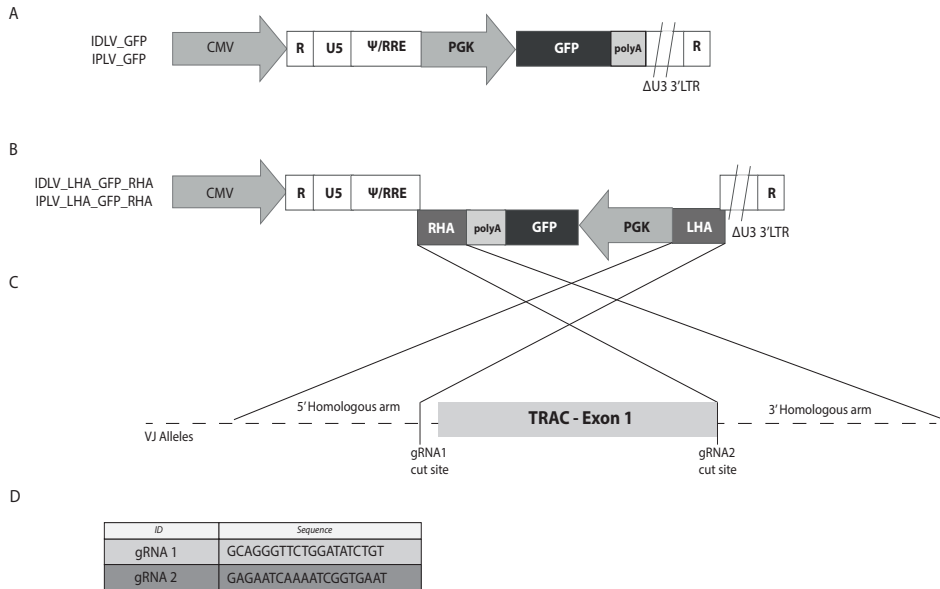 A
IDLV_GFP
IPLV_GFP
CMV
R
U5
Ψ/RRE
PGK
GFP
polyA
R
ΔU3 3'LTR
B
IDLV_LHA_GFP_RHA
IPLV_LHA_GFP_RHA
CMV
R
U5
Ψ/RRE
R
RHA
polyA
GFP
PGK
LHA
ΔU3 3'LTR
C
5' Homologous arm
TRAC - Exon 1
3' Homologous arm
VJ Alleles
gRNA1
cut site
gRNA2
cut site
D
ID
Sequence
gRNA 1
GCAGGGTTCTGGATATCTGT
gRNA 2
GAGAATCAAAATCGGTGAAT